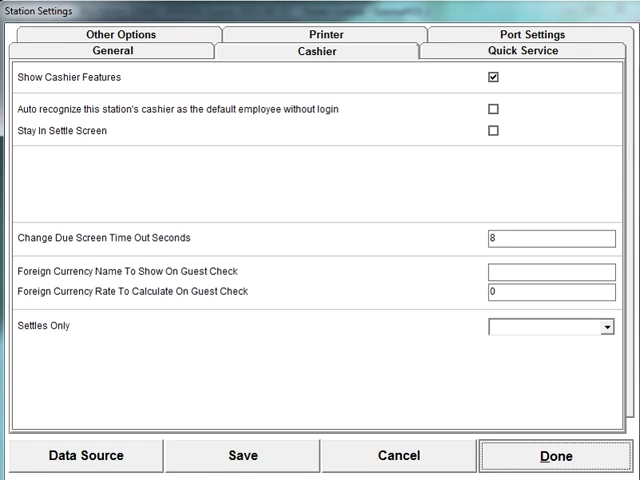 Station Settings
Other Options Printer Port Settings
General Cashier Quick Service
Show Cashier Features
Auto recognize this station's cashier as the default employee without login
Stay In Settle Screen
Change Due Screen Time Out Seconds 8
Foreign Currency Name To Show On Guest Check
Foreign Currency Rate To Calculate On Guest Check 0
Settles Only
Data Source Save Cancel Done